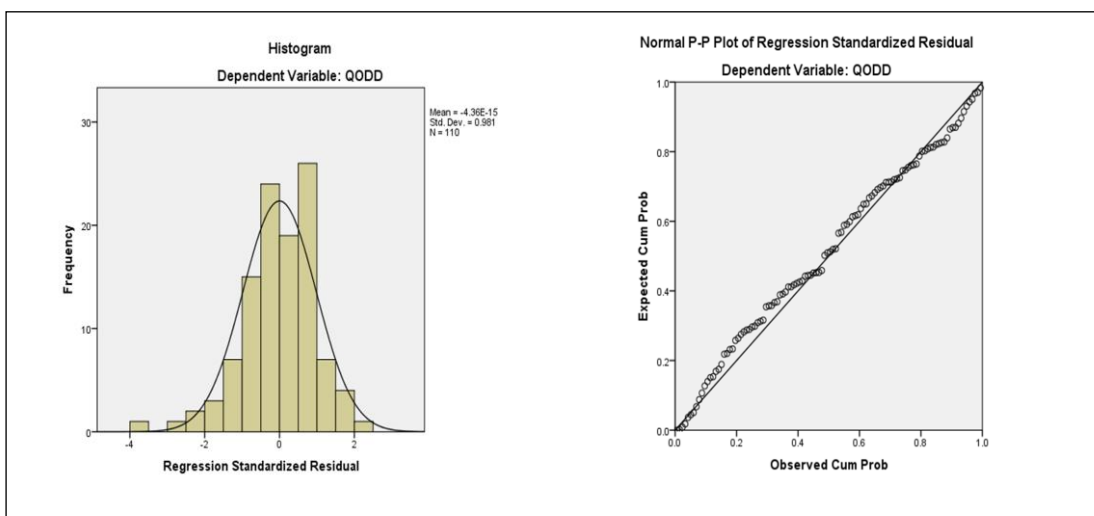 Histogram
Dependent Variable: QODD
Mean = -4.36E-15
Std. Dev. = 0.981
N = 110
30
20
10
0
-4
-2
0
2
Frequency
Regression Standardized Residual
Normal P-P Plot of Regression Standardized Residual
Dependent Variable: QODD
1.0
0.8
0.6
0.4
0.2
0.0
0.0
0.2
0.4
0.6
0.8
1.0
Expected Cum Prob
Observed Cum Prob